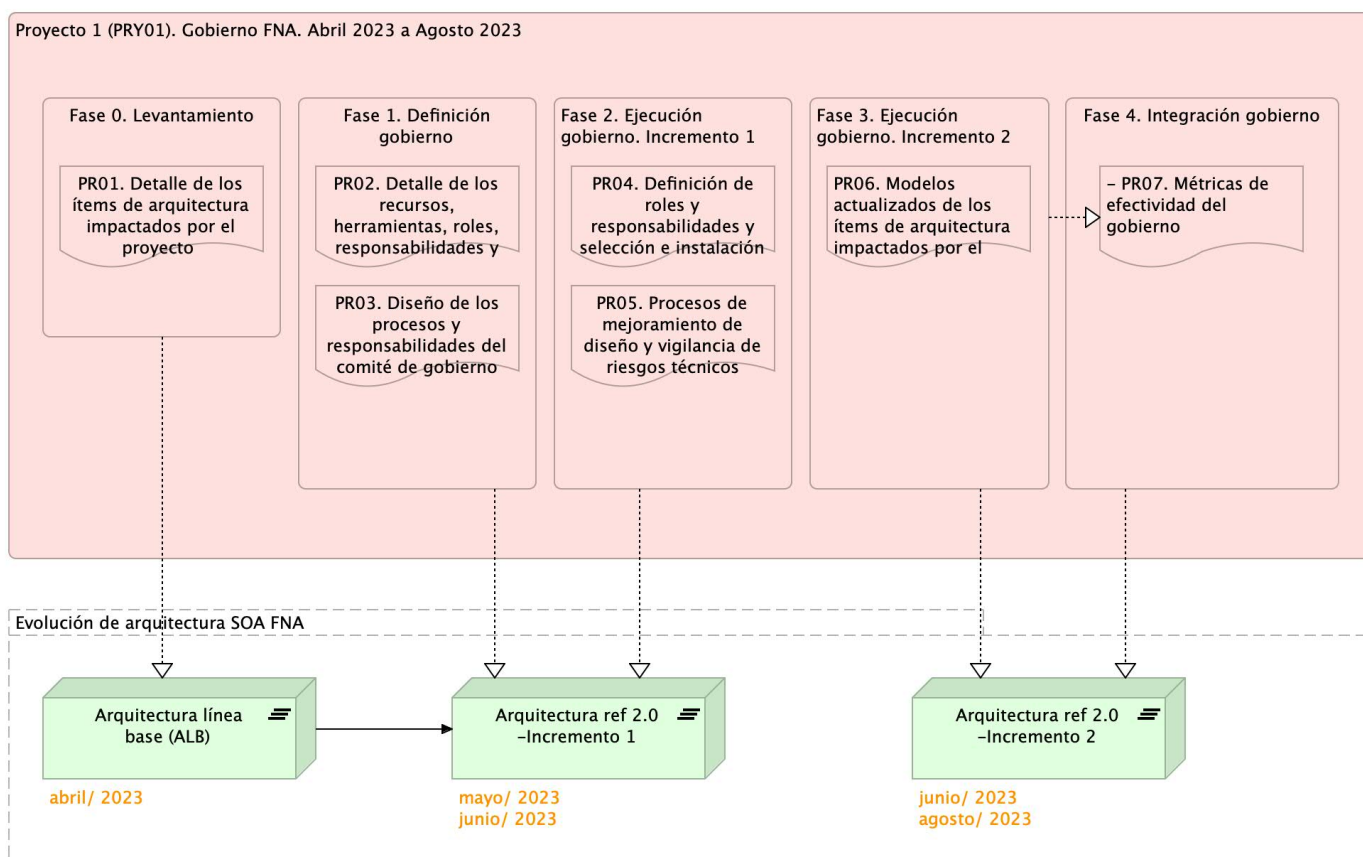 Proyecto 1 (PRY01). Gobierno FNA. Abril 2023 a Agosto 2023
Fase 0. Levantamiento
PR01. Detalle de los
ítems de arquitectura
impactados por el
proyecto
Fase 1. Definición
gobierno
PR02. Detalle de los
recursos,
herramientas, roles,
responsabilidades y
PR03. Diseño de los
procesos y
responsabilidades del
comité de gobierno
Fase 2. Ejecución
gobierno. Incremento 1
PR04. Definición de
roles y
responsabilidades y
selección e instalación
PR05. Procesos de
mejoramiento de
diseño y vigilancia de
riesgos técnicos
Fase 3. Ejecución
gobierno. Incremento 2
PR06. Modelos
actualizados de los
ítems de arquitectura
impactados por el
Fase 4. Integración gobierno
- PR07. Métricas de
efectividad del
gobierno
Evolución de arquitectura SOA FNA
Arquitectura línea
base (ALB)
abril/ 2023
Arquitectura ref 2.0
-Incremento 1
mayo/ 2023
junio/ 2023
Arquitectura ref 2.0
-Incremento 2
junio/ 2023
agosto/ 2023